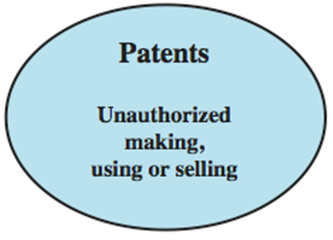 Patents
Unauthorized
making,
using or selling